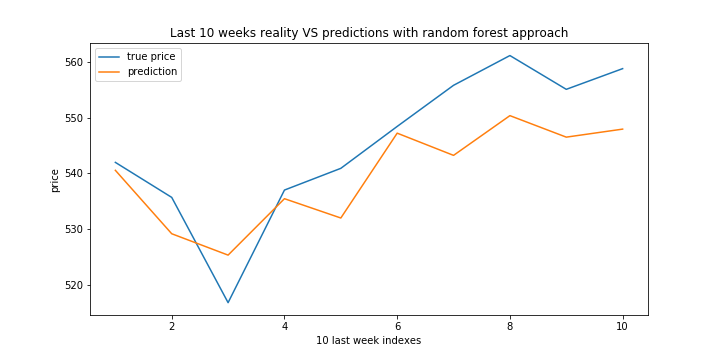 Last 10 weeks reality VS predictions with random forest approach
true price
prediction
560
550
540
530
520
price
2
4
6
8
10
10 last week indexes